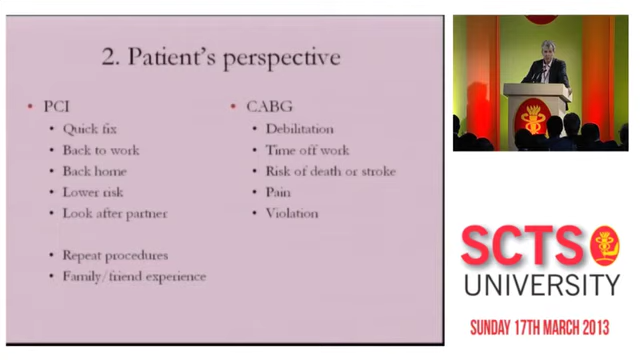 2. Patient's perspective
• PCI
• Quick fix
• Back to work
• Back home
• Lower risk
• Look after partner
• Repeat procedures
• Family/friend experience
• CABG
• Debilitation
• Time off work
• Risk of death or stroke
• Pain
• Violation
SCTS
UNIVERSITY
SUNDAY 17TH MARCH 2013